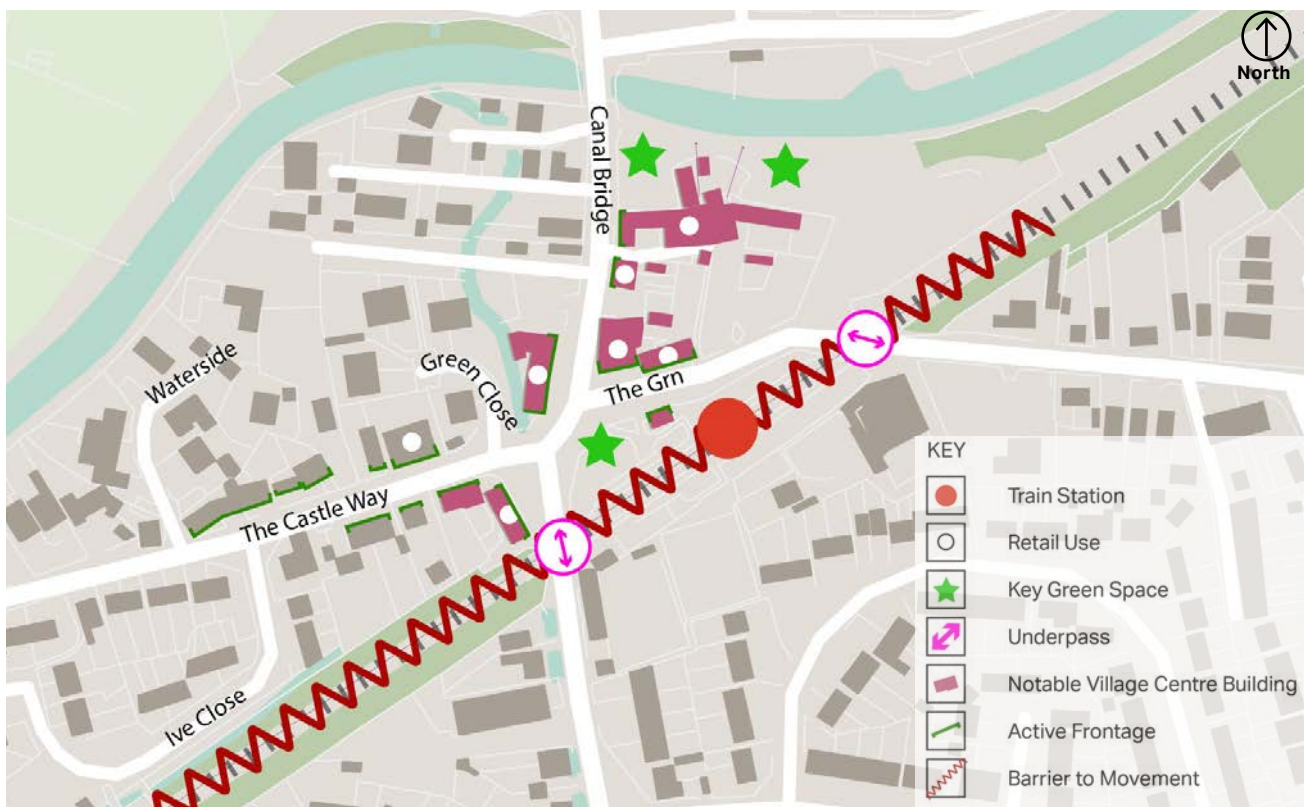 North
Canal Bridge
Waterside
Green Close
The Grn
The Castle Way
Ive Close
KEY
Train Station
Retail Use
Key Green Space
Underpass
Notable Village Centre Building
Active Frontage
Barrier to Movement